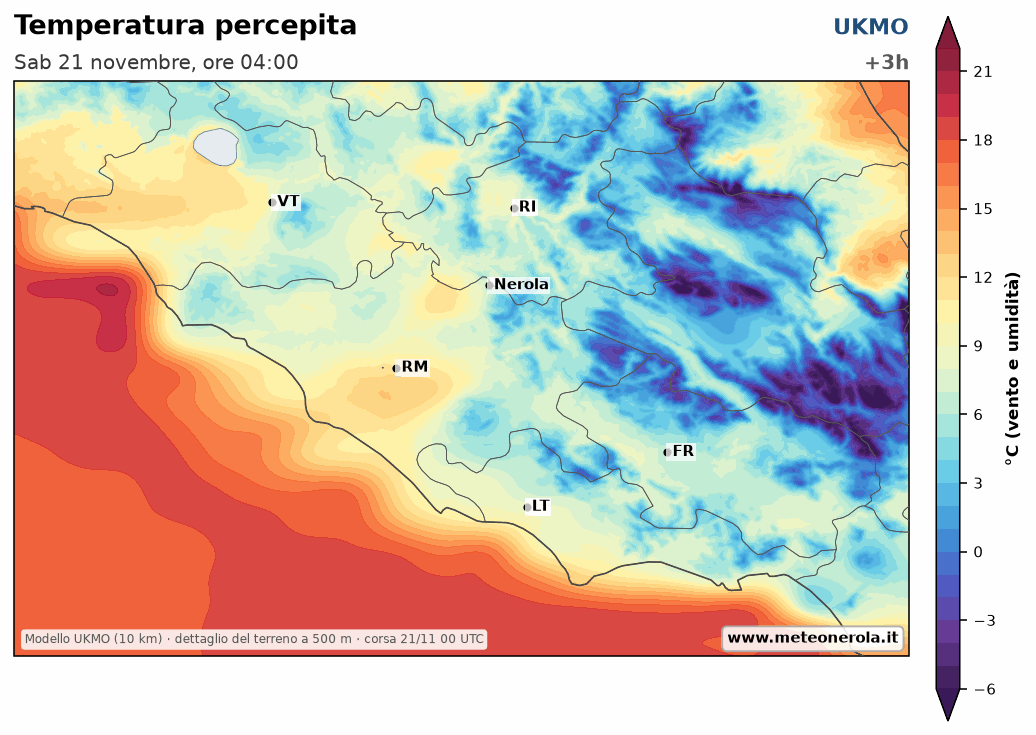 Temperatura percepita
UKMO
Sab 21 novembre, ore 04:00
+3h
21
18
15
12
9
6
3
0
−3
−6
°C (vento e umidità)
VT
RI
Nerola
RM
FR
LT
Modello UKMO (10 km) · dettaglio del terreno a 500 m · corsa 21/11 00 UTC
www.meteonerola.it